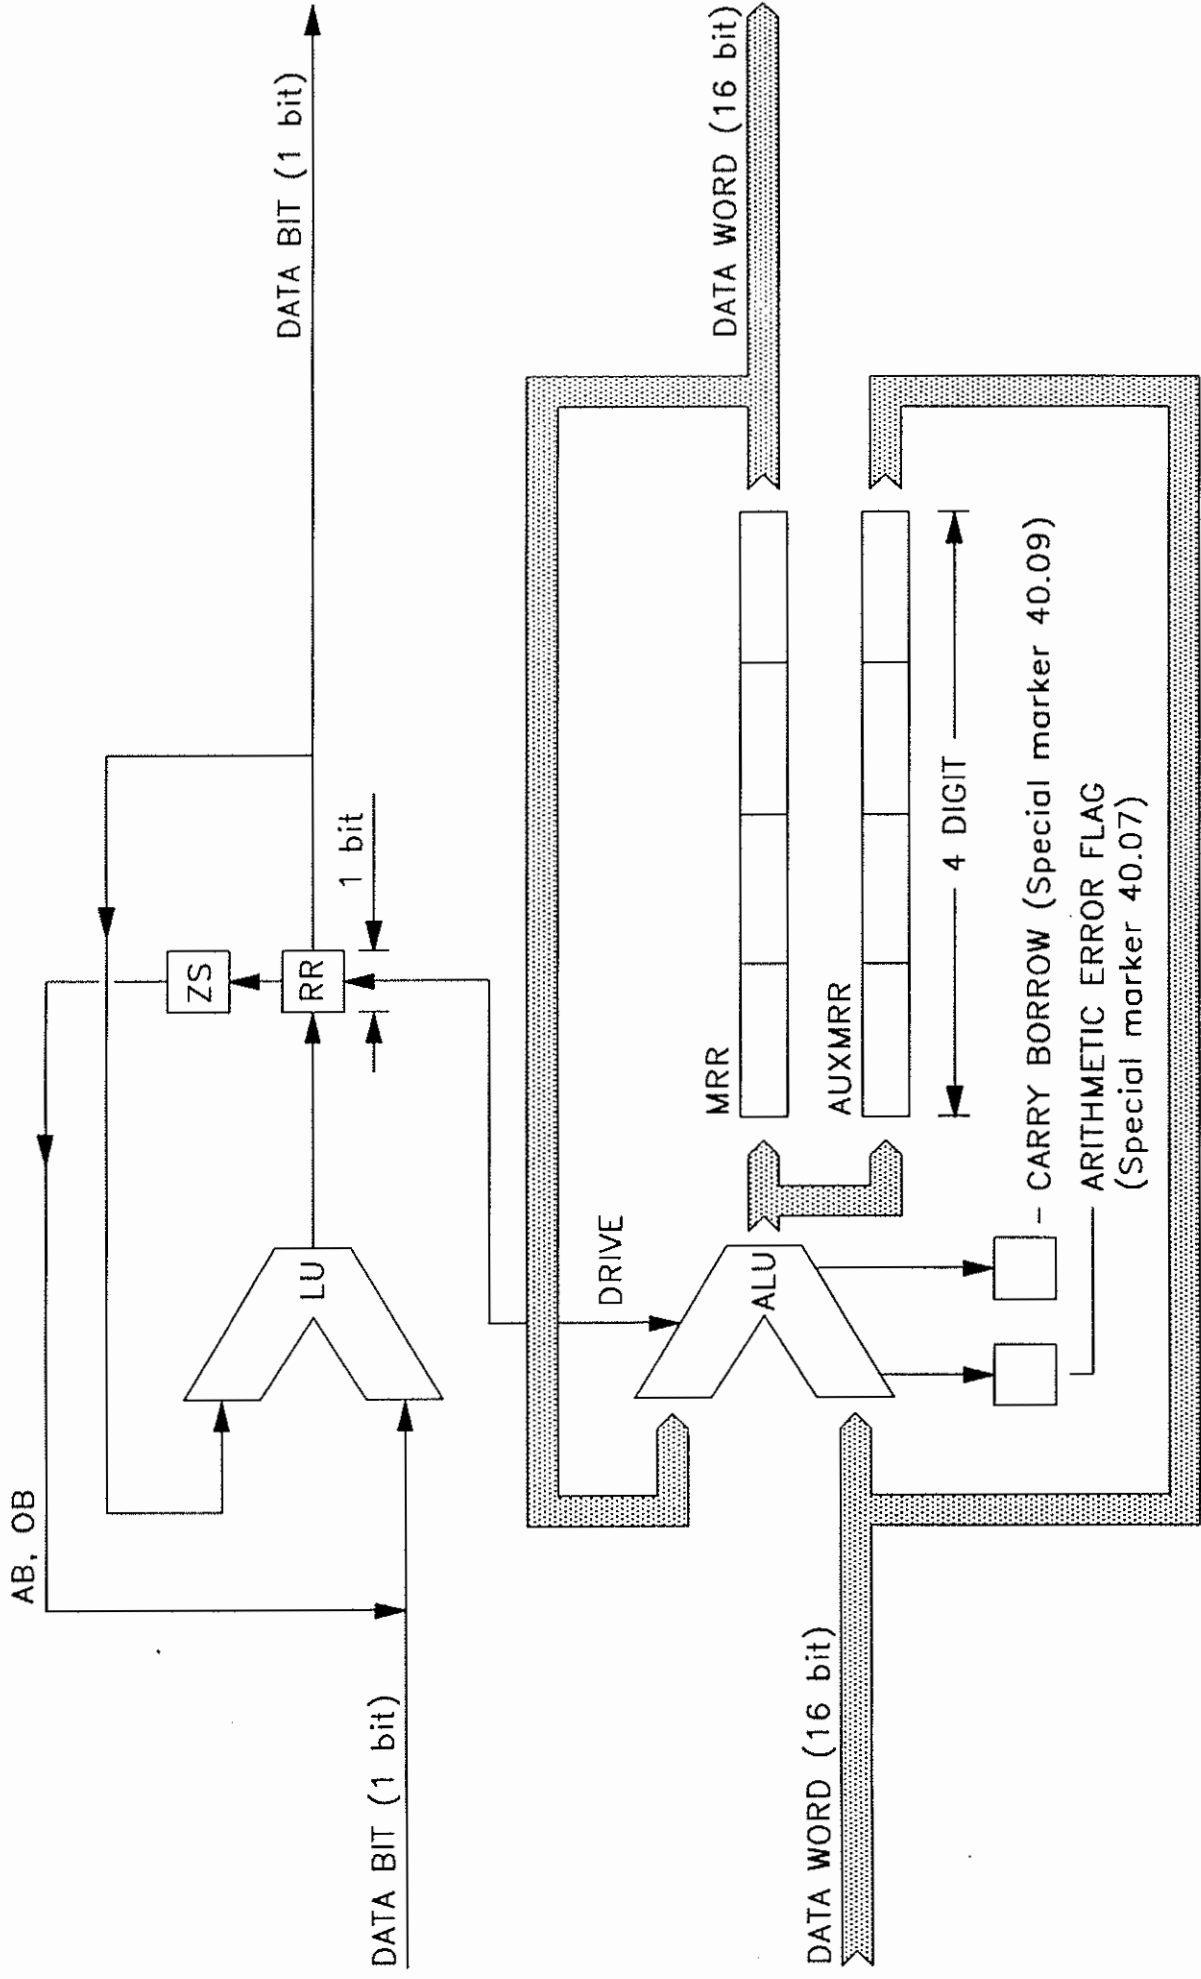 AB, OB
DATA BIT (1 bit)
LU
ZS
RR
1 bit
DATA BIT (1 bit)
DRIVE
MRR
DATA WORD (16 bit)
ALU
AUXMRR
4 DIGIT
DATA WORD (16 bit)
CARRY BORROW (Special marker 40.09)
ARITHMETIC ERROR FLAG
(Special marker 40.07)